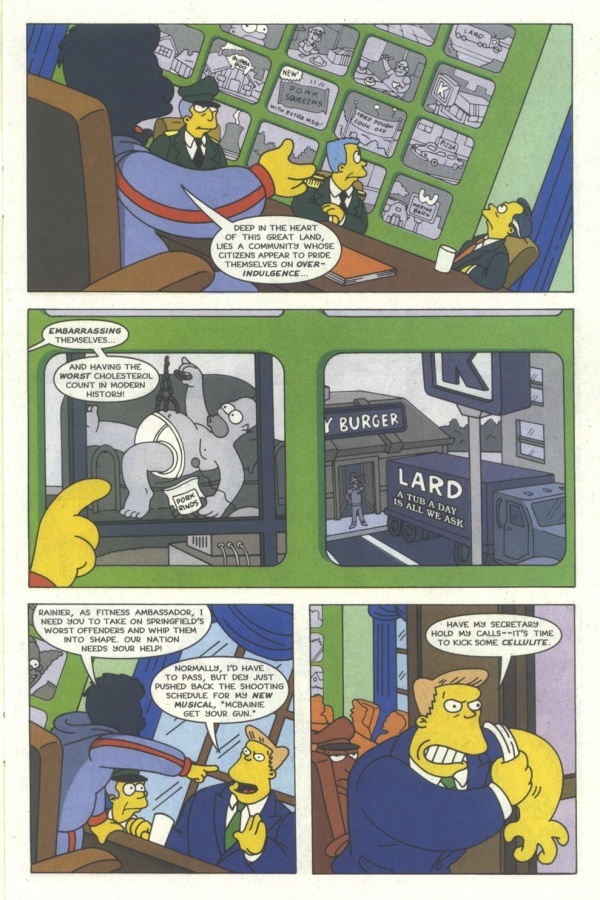 LARD
RUMBA
NEW!
PORK
SQUEEZINS
WITH EXTRA MSG!
K
FRIED DOUGH
COOK OFF
PIZZA
W
WEENIE
BARN
DEEP IN THE HEART
OF THIS GREAT LAND,
LIES A COMMUNITY WHOSE
CITIZENS APPEAR TO PRIDE
THEMSELVES ON OVER-
INDULGENCE...
EMBARRASSING
THEMSELVES...
AND HAVING THE
WORST CHOLESTEROL
COUNT IN MODERN
HISTORY!
PORK
RINDS
K
Y BURGER
LARD
A TUB A DAY
IS ALL WE ASK
RAINIER, AS FITNESS AMBASSADOR, I
NEED YOU TO TAKE ON SPRINGFIELD'S
WORST OFFENDERS AND WHIP THEM
INTO SHAPE. OUR NATION
NEEDS YOUR HELP!
NORMALLY, I'D HAVE
TO PASS, BUT DEY JUST
PUSHED BACK THE SHOOTING
SCHEDULE FOR MY NEW
MUSICAL, "MCBAINIE
GET YOUR GUN."
HAVE MY SECRETARY
HOLD MY CALLS--IT'S TIME
TO KICK SOME CELLULITE.